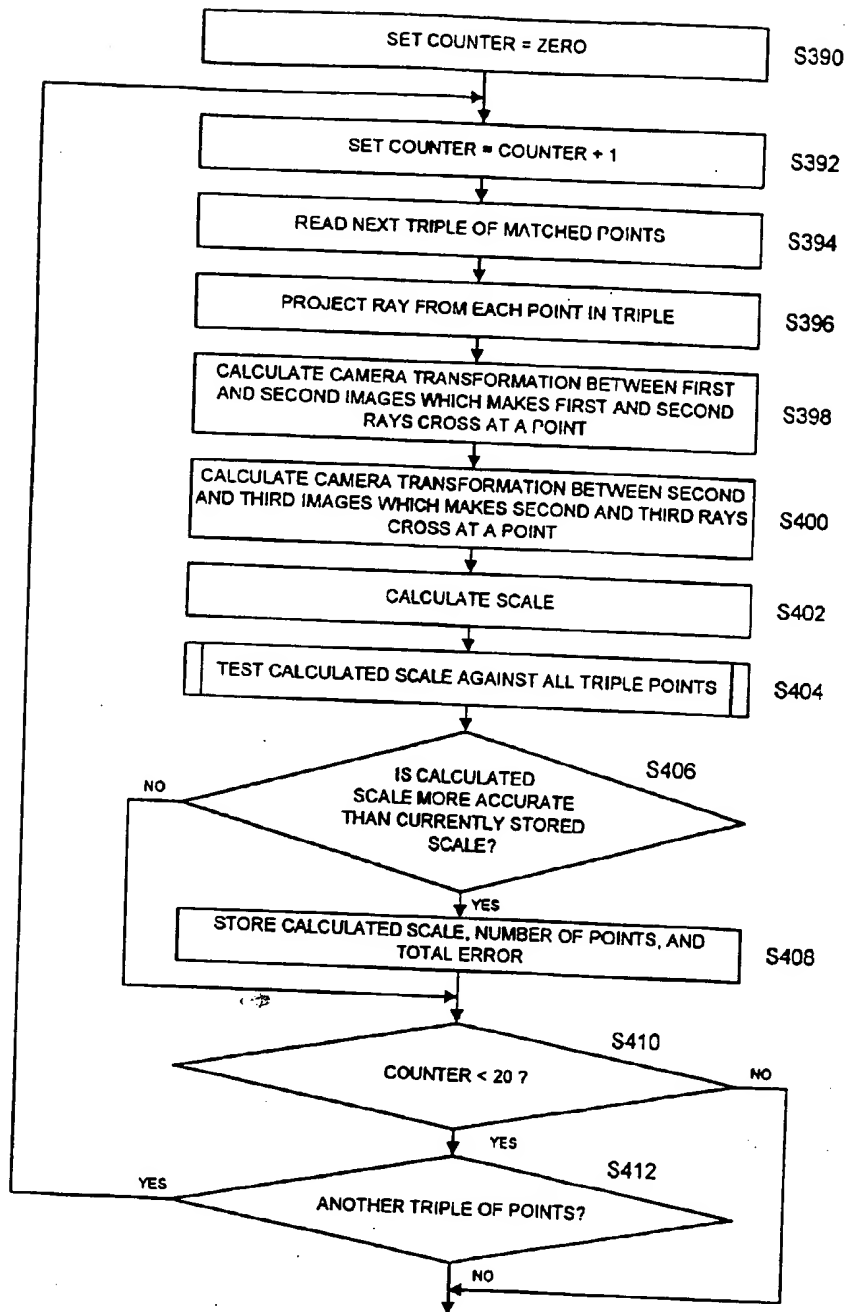 SET COUNTER = ZERO
S390
SET COUNTER = COUNTER + 1
S392
READ NEXT TRIPLE OF MATCHED POINTS
S394
PROJECT RAY FROM EACH POINT IN TRIPLE
S396
CALCULATE CAMERA TRANSFORMATION BETWEEN FIRST
AND SECOND IMAGES WHICH MAKES FIRST AND SECOND
RAYS CROSS AT A POINT
S398
CALCULATE CAMERA TRANSFORMATION BETWEEN SECOND
AND THIRD IMAGES WHICH MAKES SECOND AND THIRD RAYS
CROSS AT A POINT
S400
CALCULATE SCALE
S402
TEST CALCULATED SCALE AGAINST ALL TRIPLE POINTS
S404
S406
NO
IS CALCULATED
SCALE MORE ACCURATE
THAN CURRENTLY STORED
SCALE?
YES
STORE CALCULATED SCALE, NUMBER OF POINTS, AND
TOTAL ERROR
S408
S410
COUNTER < 20 ?
NO
YES
S412
YES
ANOTHER TRIPLE OF POINTS?
NO